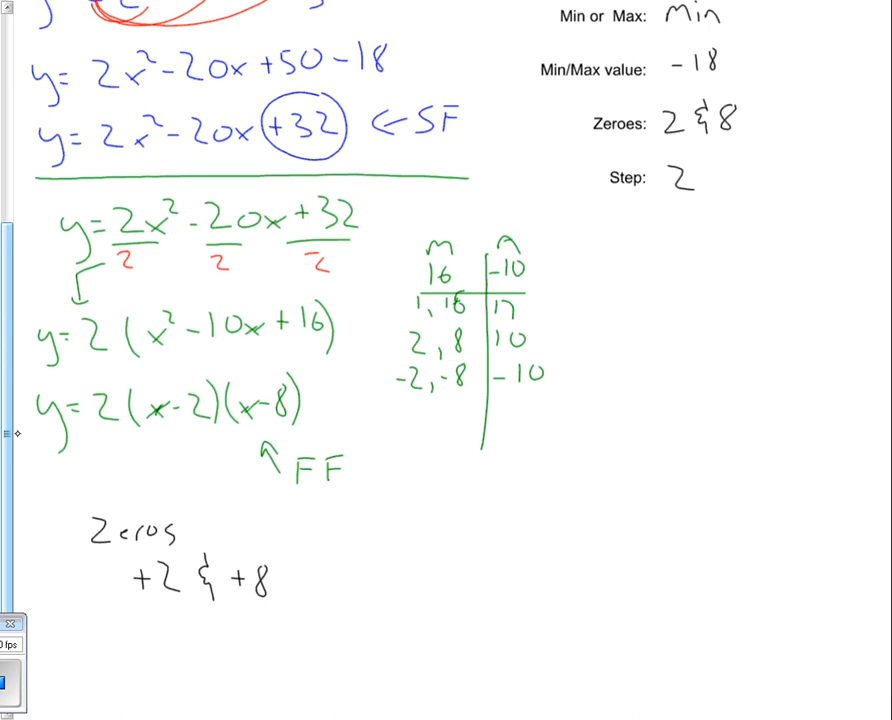 y= 2x²-20x+50-18
y= 2x²-20x+32 ← SF
y=2x²-20x+32
2 2 2
y= 2(x²-10x+16)
y= 2(x-2)(x-8)
FF
Zeros
+2 & +8
M A
16 -10
1, 16 17
2, 8 10
-2, -8 -10
Min or Max: Min
Min/Max value: -18
Zeroes: 2 & 8
Step: 2
fps